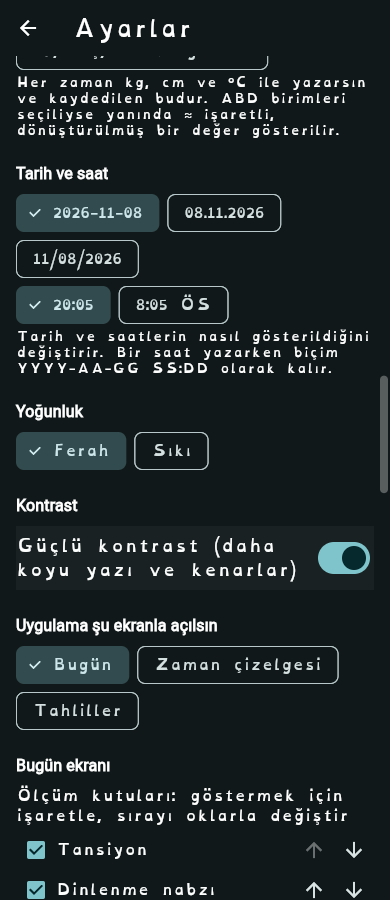 Ayarlar
Her zaman kg, cm ve °C ile yazarsın
ve kaydedilen budur. ABD birimleri
seçiliyse yanında ≈ işaretli,
dönüştürülmüş bir değer gösterilir.
Tarih ve saat
2026-11-08 08.11.2026
11/08/2026
20:05 8:05 ÖS
Tarih ve saatlerin nasıl gösterildiğini
değiştirir. Bir saat yazarken biçim
YYYY-AA-GG SS:DD olarak kalır.
Yoğunluk
Ferah Sıkı
Kontrast
Güçlü kontrast (daha
koyu yazı ve kenarlar)
Uygulama şu ekranla açılsın
Bugün Zaman çizelgesi
Tahliller
Bugün ekranı
Ölçüm kutuları: göstermek için
işaretle, sırayı oklarla değiştir
Tansiyon
Dinlenme nabzı